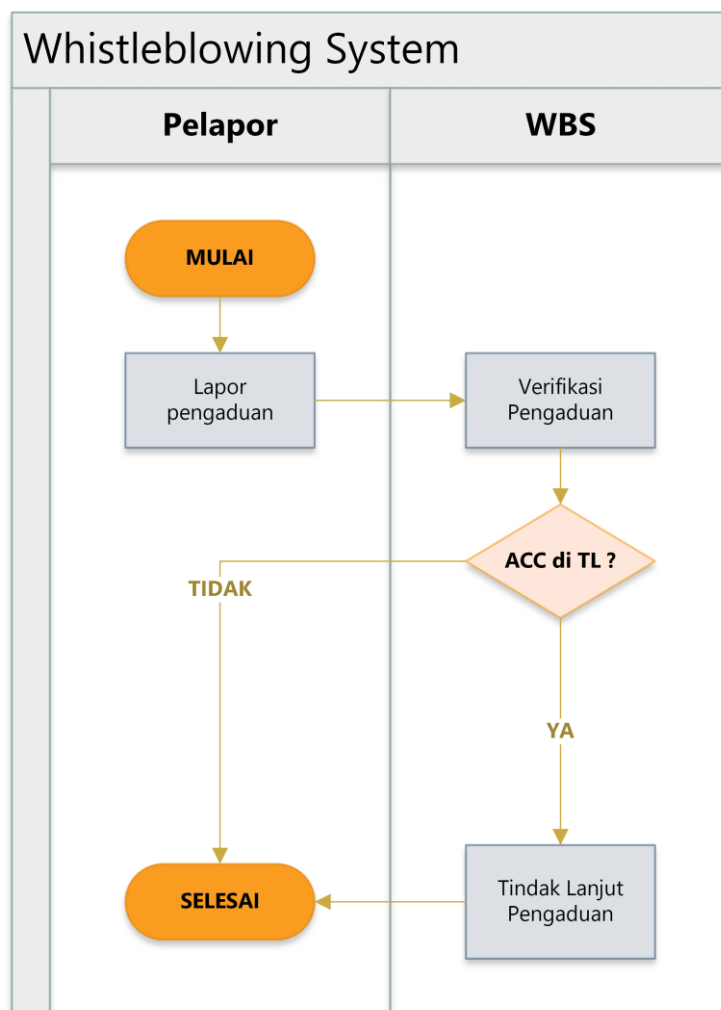 Whistleblowing System
Pelapor
WBS
MULAI
Lapor
pengaduan
Verifikasi
Pengaduan
ACC di TL ?
TIDAK
YA
SELESAI
Tindak Lanjut
Pengaduan